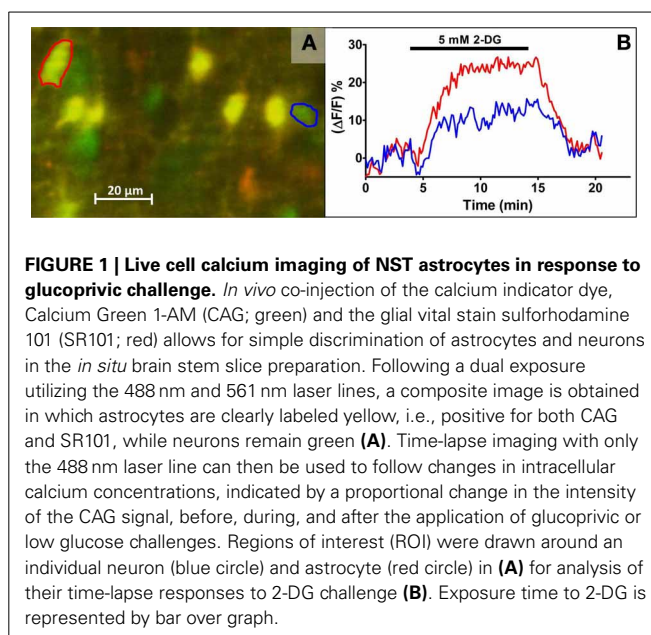 A
B
5 mM 2-DG
30
20
10
0
(ΔF/F) %
0 5 10 15 20
Time (min)
20 µm
FIGURE 1 | Live cell calcium imaging of NST astrocytes in response to
glucoprivic challenge. In vivo co-injection of the calcium indicator dye,
Calcium Green 1-AM (CAG; green) and the glial vital stain sulforhodamine
101 (SR101; red) allows for simple discrimination of astrocytes and neurons
in the in situ brain stem slice preparation. Following a dual exposure
utilizing the 488 nm and 561 nm laser lines, a composite image is obtained
in which astrocytes are clearly labeled yellow, i.e., positive for both CAG
and SR101, while neurons remain green (A). Time-lapse imaging with only
the 488 nm laser line can then be used to follow changes in intracellular
calcium concentrations, indicated by a proportional change in the intensity
of the CAG signal, before, during, and after the application of glucoprivic or
low glucose challenges. Regions of interest (ROI) were drawn around an
individual neuron (blue circle) and astrocyte (red circle) in (A) for analysis of
their time-lapse responses to 2-DG challenge (B). Exposure time to 2-DG is
represented by bar over graph.